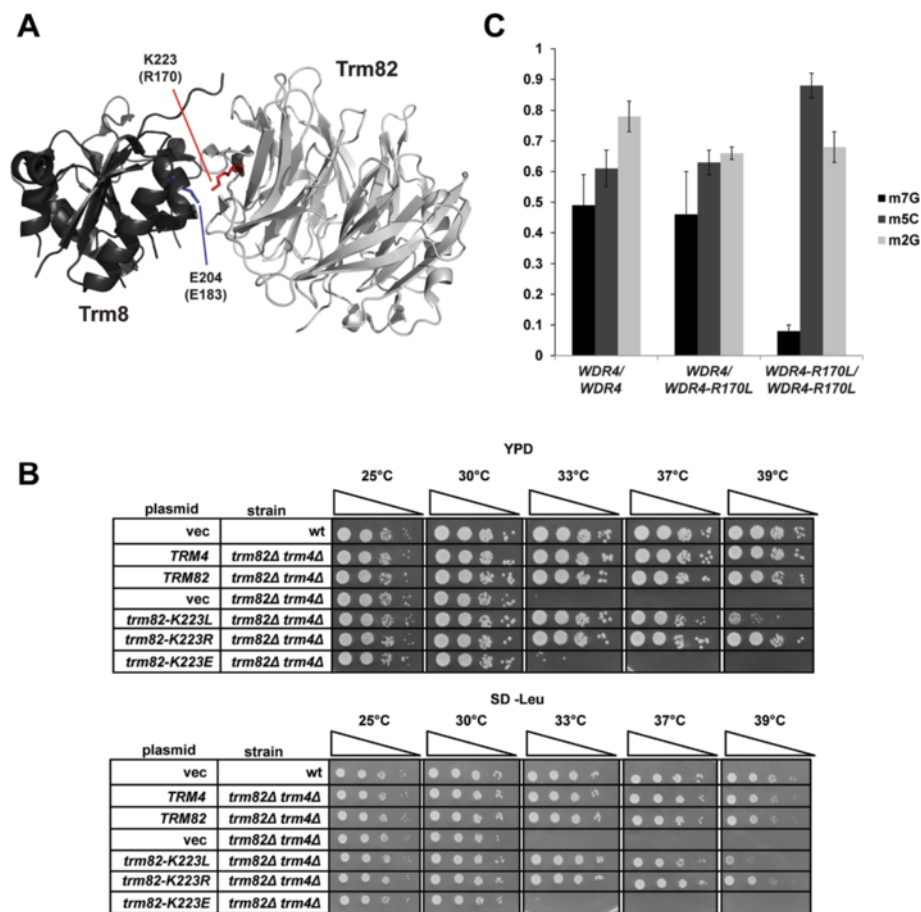 A
K223
(R170)
Trm82
Trm8
E204
(E183)
C
1
0.9
0.8
0.7
0.6
0.5
0.4
0.3
0.2
0.1
0
m7G
m5C
m2G
WDR4/ WDR4/ WDR4-R170L/
WDR4 WDR4-R170L WDR4-R170L
B
YPD
25°C 30°C 33°C 37°C 39°C
plasmid strain
vec wt
TRM4 trm82Δ trm4Δ
TRM82 trm82Δ trm4Δ
vec trm82Δ trm4Δ
trm82-K223L trm82Δ trm4Δ
trm82-K223R trm82Δ trm4Δ
trm82-K223E trm82Δ trm4Δ
SD -Leu
25°C 30°C 33°C 37°C 39°C
plasmid strain
vec wt
TRM4 trm82Δ trm4Δ
TRM82 trm82Δ trm4Δ
vec trm82Δ trm4Δ
trm82-K223L trm82Δ trm4Δ
trm82-K223R trm82Δ trm4Δ
trm82-K223E trm82Δ trm4Δ